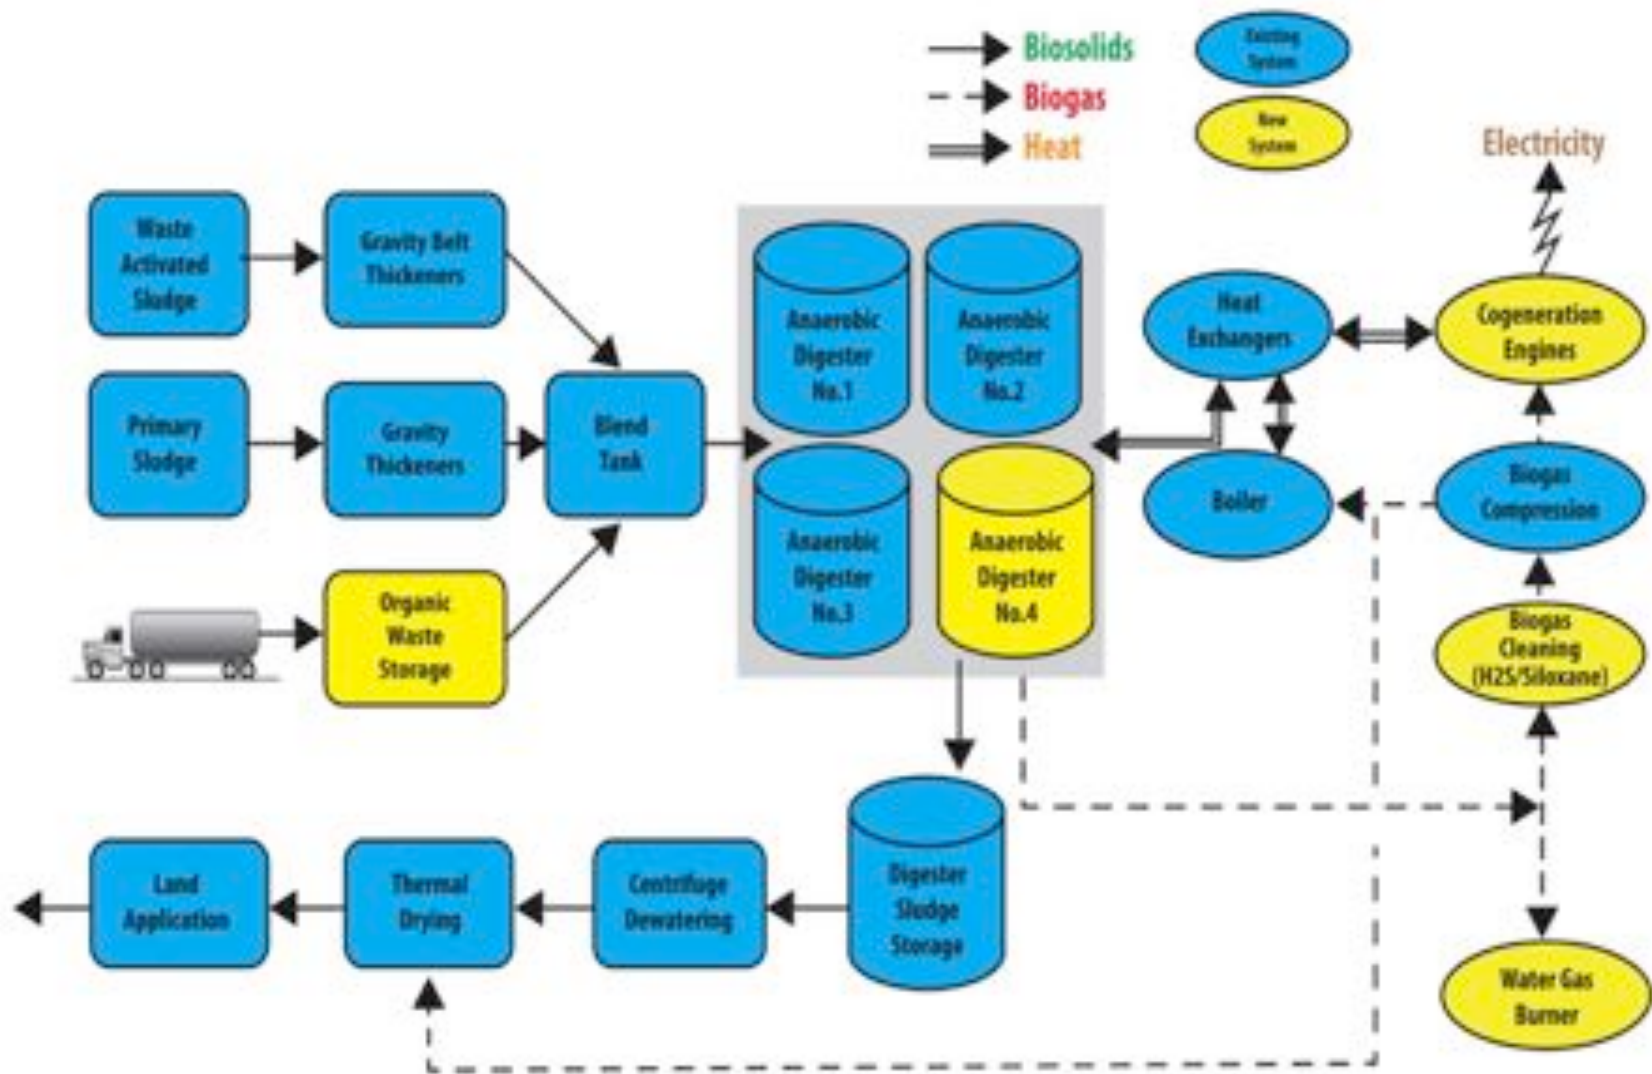 Biosolids
Biogas
Heat
Existing
System
New
System
Electricity
Waste
Activated
Sludge
Gravity Belt
Thickeners
Primary
Sludge
Gravity
Thickeners
Blend
Tank
Organic
Waste
Storage
Anaerobic
Digester
No.1
Anaerobic
Digester
No.2
Anaerobic
Digester
No.3
Anaerobic
Digester
No.4
Heat
Exchangers
Boiler
Cogeneration
Engines
Biogas
Compression
Biogas
Cleaning
(H2S/Siloxane)
Water Gas
Burner
Digester
Sludge
Storage
Centrifuge
Dewatering
Thermal
Drying
Land
Application